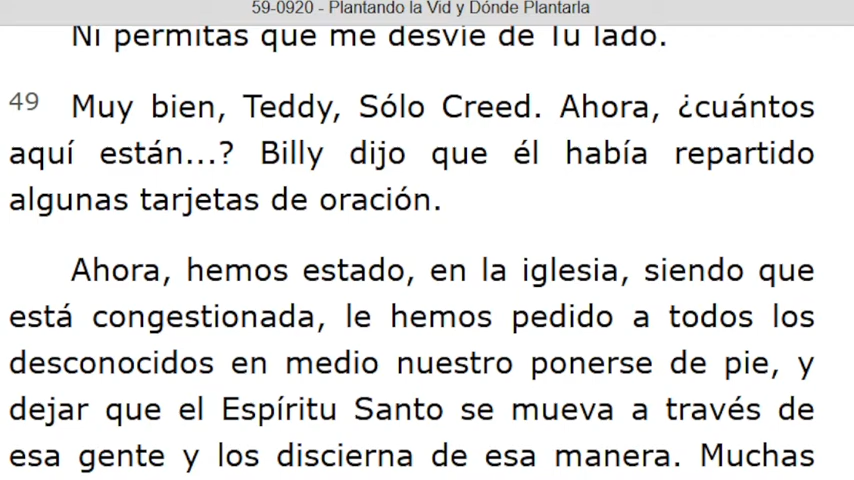 59-0920 - Plantando la Vid y Dónde Plantarla
Ni permitas que me desvíe de Tu lado.
49 Muy bien, Teddy, Sólo Creed. Ahora, ¿cuántos
aquí están...? Billy dijo que él había repartido
algunas tarjetas de oración.
Ahora, hemos estado, en la iglesia, siendo que
está congestionada, le hemos pedido a todos los
desconocidos en medio nuestro ponerse de pie, y
dejar que el Espíritu Santo se mueva a través de
esa gente y los discierna de esa manera. Muchas